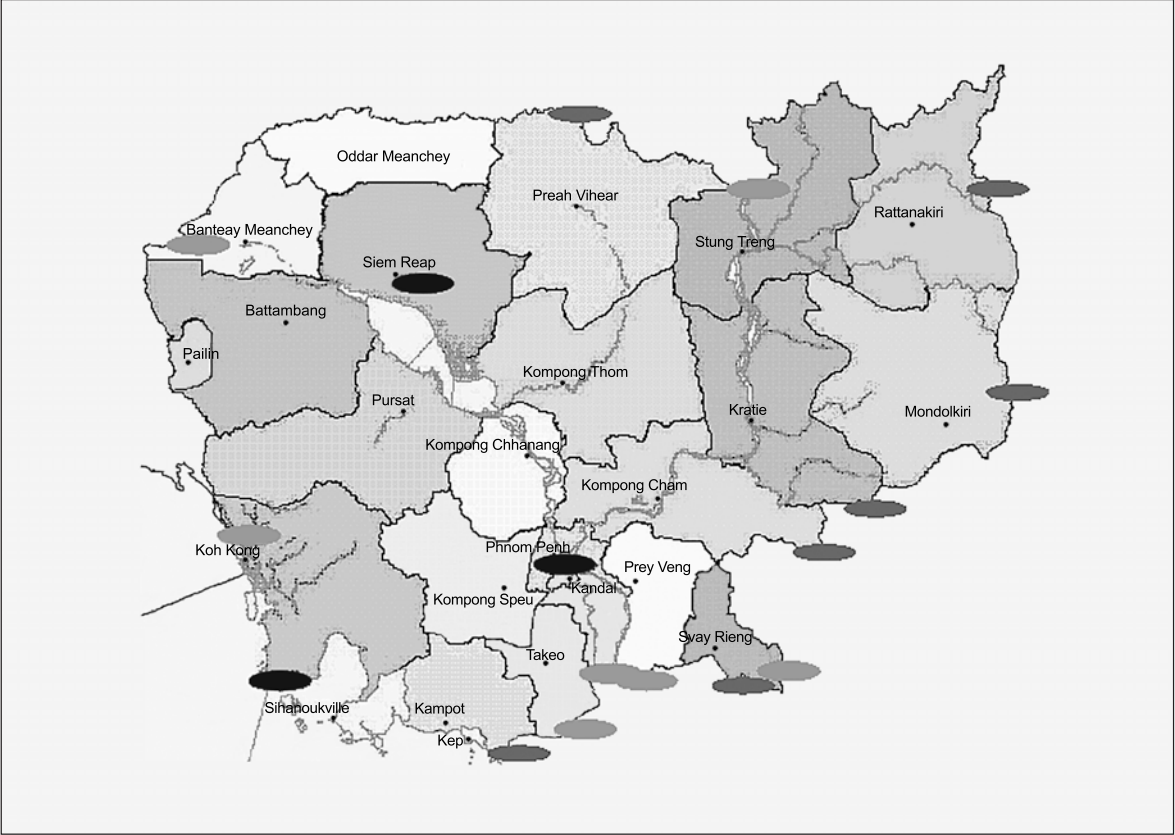 Oddar Meanchey
Preah Vihear
Rattanakiri
Banteay Meanchey
Stung Treng
Siem Reap
Battambang
Pailin
Kompong Thom
Pursat
Kratie
Mondolkiri
Kompong Chhanang
Kompong Cham
Phnom Penh
Koh Kong
Prey Veng
Kandal
Kompong Speu
Svay Rieng
Takeo
Sihanoukville
Kampot
Kep